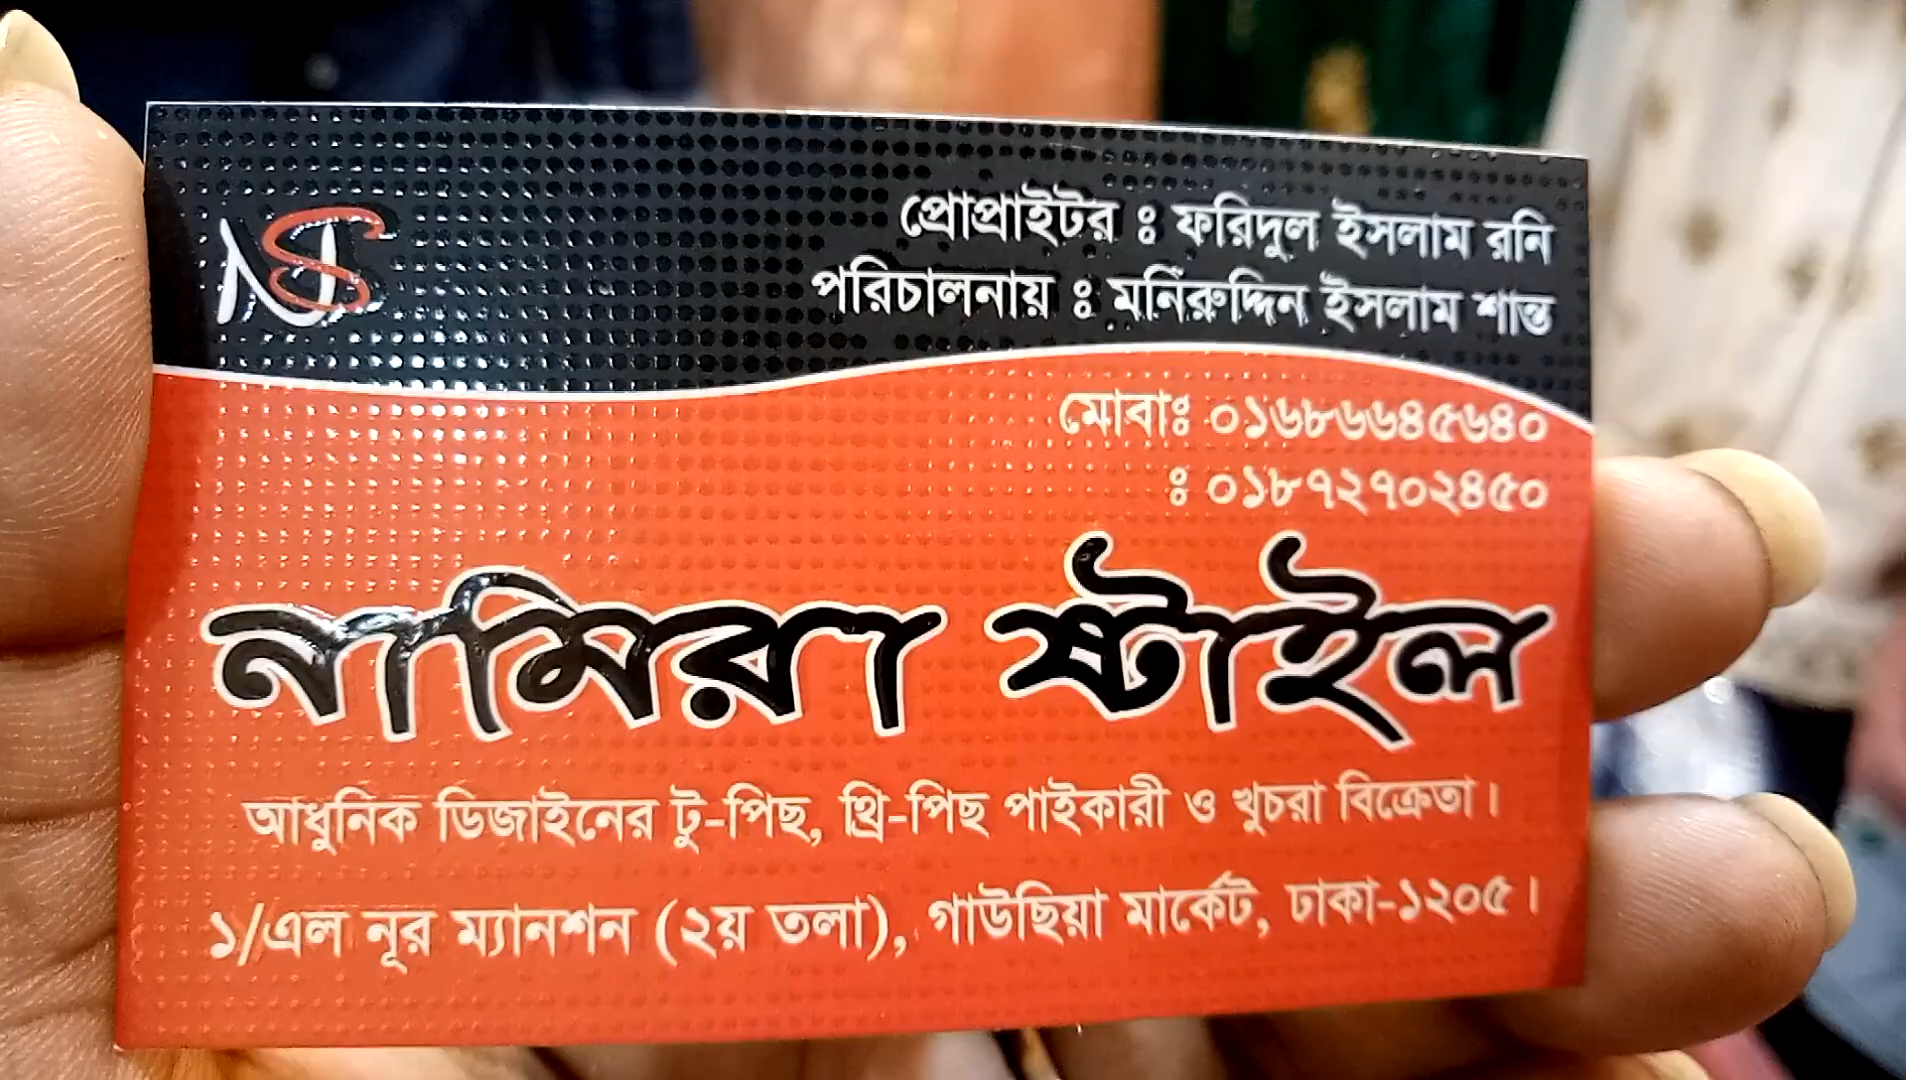 NS
প্রোপ্রাইটর ঃ ফরিদুল ইসলাম রনি
পরিচালনায় ঃ মনিরুদ্দিন ইসলাম শান্ত
মোবাঃ ০১৬৮৬৬৪৫৬৪০
ঃ ০১৮৭২৭০২৪৫০
নামিরা ষ্টাইল
আধুনিক ডিজাইনের টু-পিছ, থ্রি-পিছ পাইকারী ও খুচরা বিক্রেতা।
১/এল নূর ম্যানশন (২য় তলা), গাউছিয়া মার্কেট, ঢাকা-১২০৫।